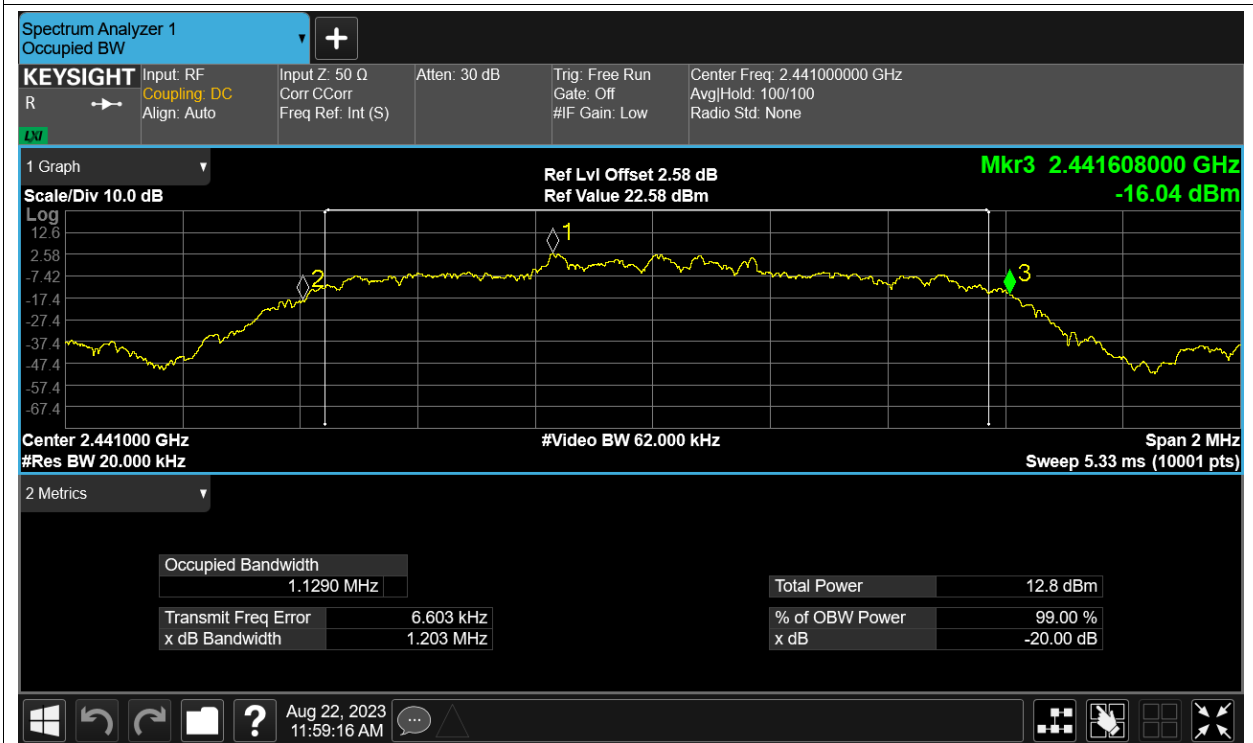 Spectrum Analyzer 1
Occupied BW
KEYSIGHT
R
LXI
Input: RF
Coupling: DC
Align: Auto
Input Z: 50 Ω
Corr CCorr
Freq Ref: Int (S)
Atten: 30 dB
Trig: Free Run
Gate: Off
#IF Gain: Low
Center Freq: 2.441000000 GHz
Avg|Hold: 100/100
Radio Std: None
1 Graph
Scale/Div 10.0 dB
Ref Lvl Offset 2.58 dB
Ref Value 22.58 dBm
Mkr3 2.441608000 GHz
-16.04 dBm
Log
12.6
2.58
-7.42
-17.4
-27.4
-37.4
-47.4
-57.4
-67.4
1
2
3
Center 2.441000 GHz
#Res BW 20.000 kHz
#Video BW 62.000 kHz
Span 2 MHz
Sweep 5.33 ms (10001 pts)
2 Metrics
Occupied Bandwidth
1.1290 MHz
Transmit Freq Error 6.603 kHz
x dB Bandwidth 1.203 MHz
Total Power 12.8 dBm
% of OBW Power 99.00 %
x dB -20.00 dB
?
Aug 22, 2023
11:59:16 AM